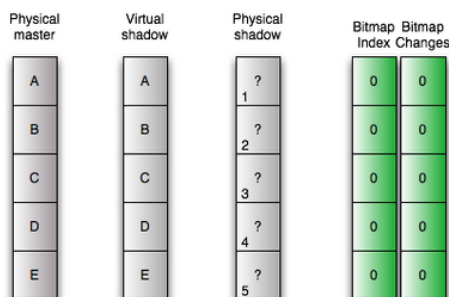 Physical master
Virtual shadow
Physical shadow
Bitmap Index
Bitmap Changes
A A ? 1 0 0
B B ? 2 0 0
C C ? 3 0 0
D D ? 4 0 0
E E ? 5 0 0